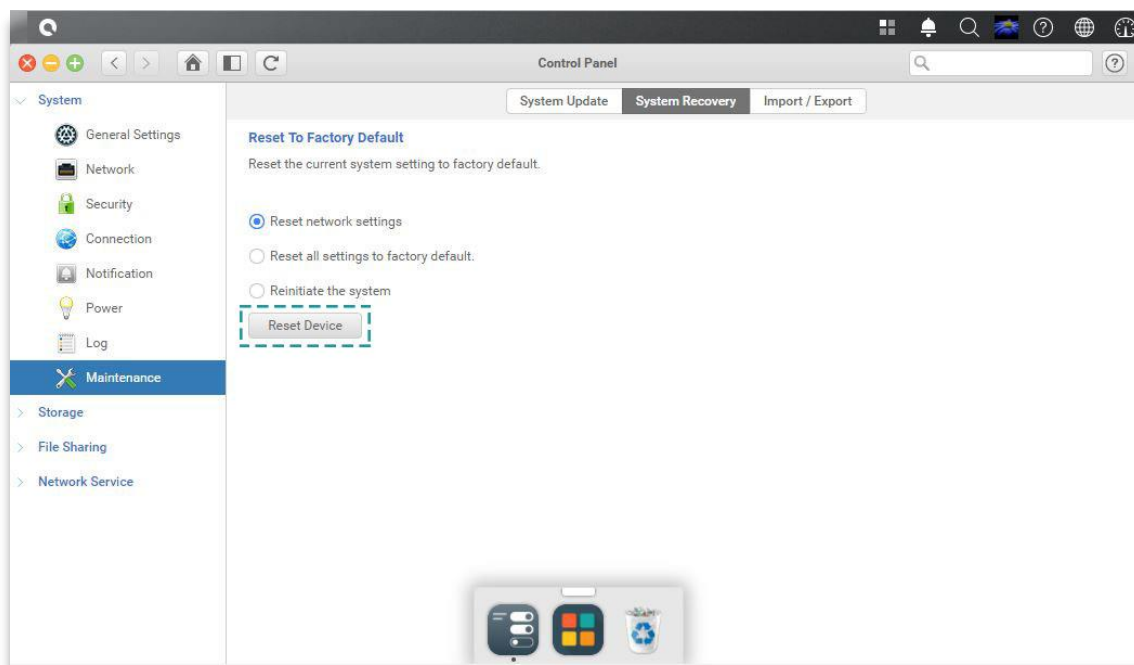 Control Panel
System
General Settings
Network
Security
Connection
Notification
Power
Log
Maintenance
Storage
File Sharing
Network Service
System Update
System Recovery
Import / Export
Reset To Factory Default
Reset the current system setting to factory default.
Reset network settings
Reset all settings to factory default.
Reinitiate the system
Reset Device